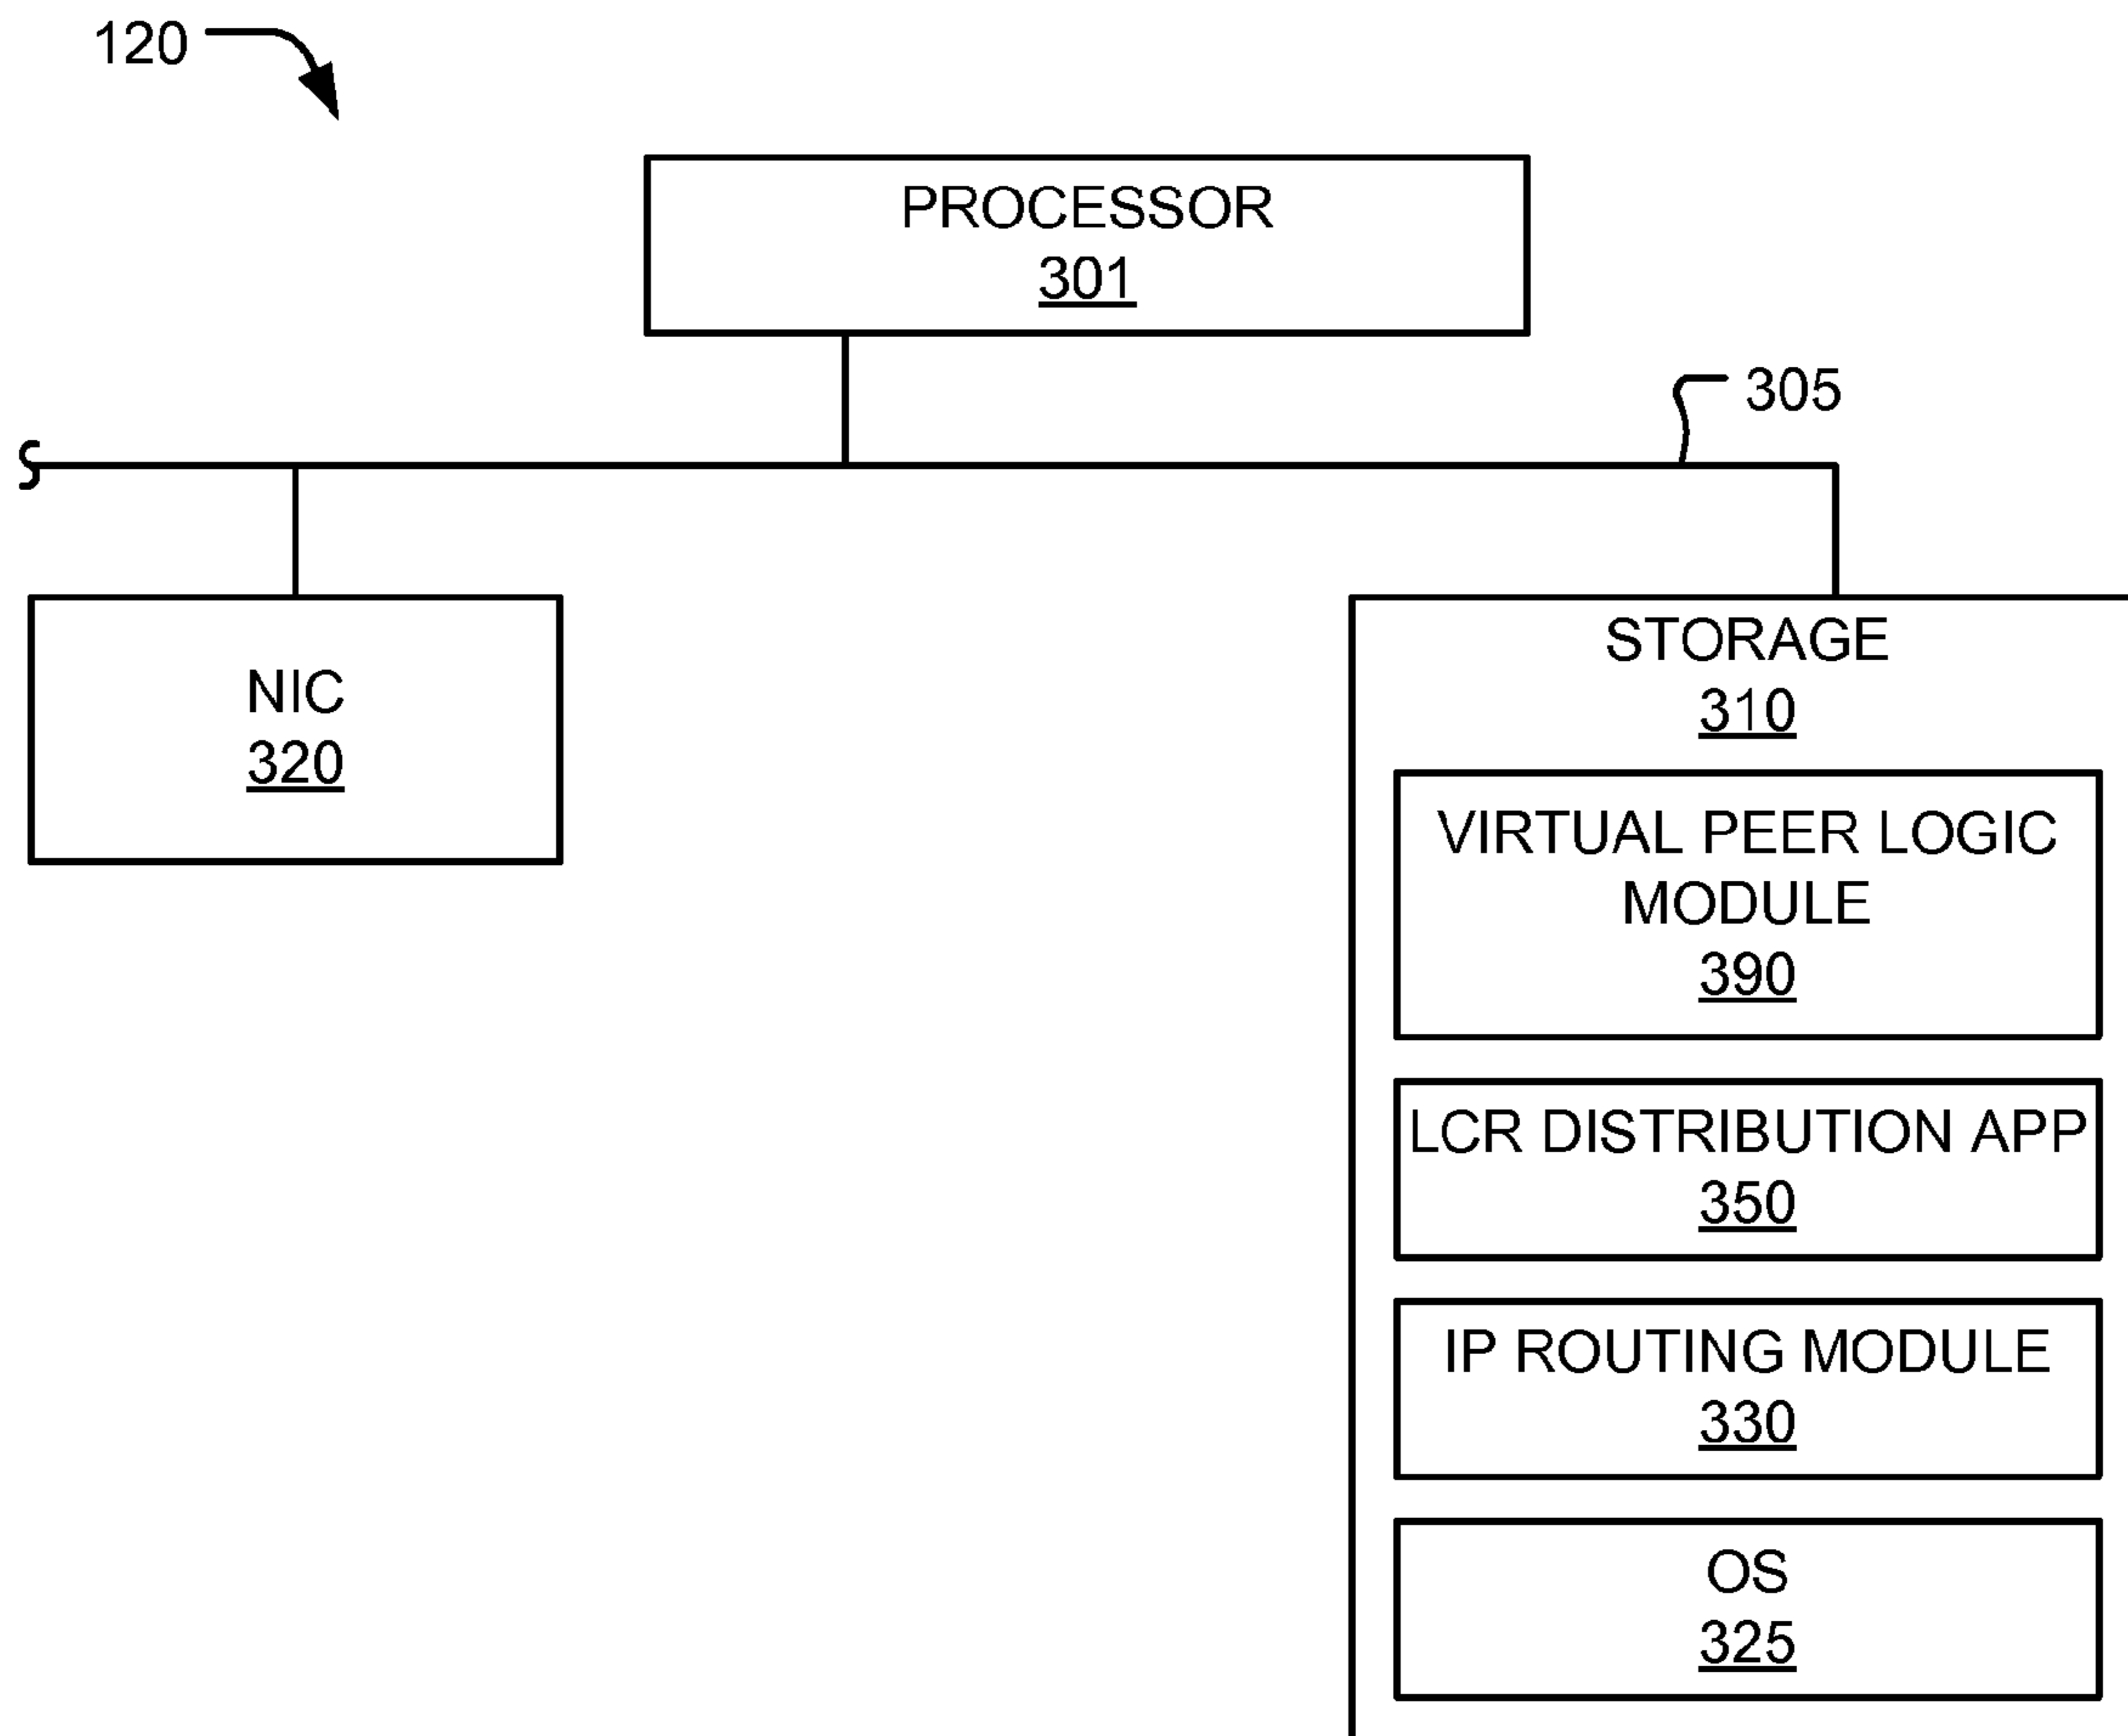 120
PROCESSOR
301
305
NIC
320
STORAGE
310
VIRTUAL PEER LOGIC
MODULE
390
LCR DISTRIBUTION APP
350
IP ROUTING MODULE
330
OS
325